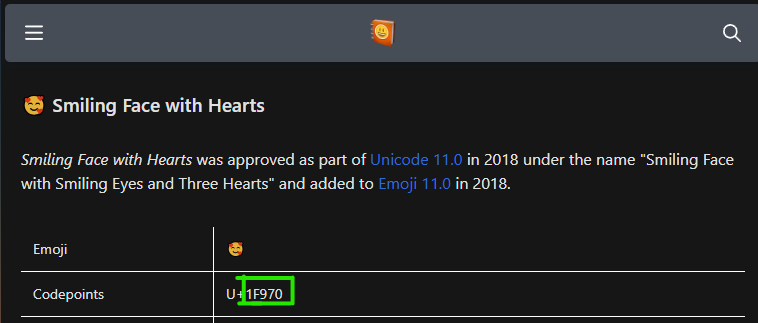 🥰 Smiling Face with Hearts
Smiling Face with Hearts was approved as part of Unicode 11.0 in 2018 under the name "Smiling Face
with Smiling Eyes and Three Hearts" and added to Emoji 11.0 in 2018.
Emoji 🥰
Codepoints U+1F970